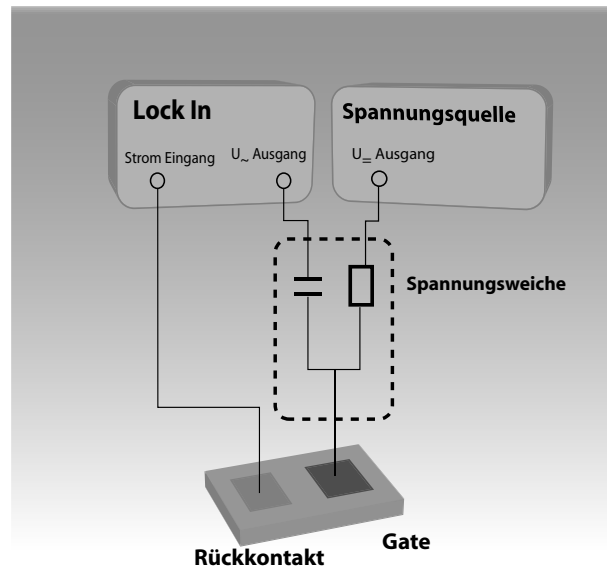 Lock In
Spannungsquelle
Strom Eingang
U~ Ausgang
U= Ausgang
Spannungsweiche
Gate
Rückkontakt